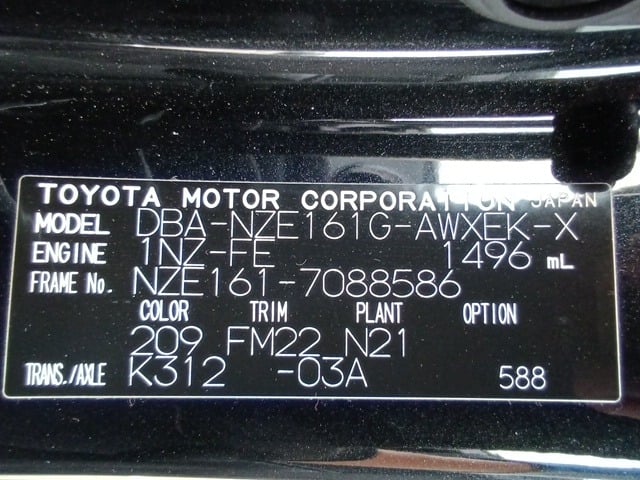 TOYOTA MOTOR CORPORATION JAPAN
MODEL DBA-NZE161G-AWXEK-X
ENGINE 1NZ-FE 1496 mL
FRAME No. NZE161-7088586
COLOR TRIM PLANT OPTION
209 FM22 N21
TRANS./AXLE K312 -03A 588